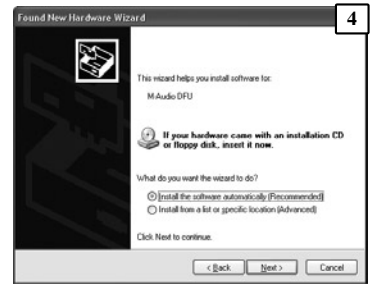 Found New Hardware Wizard
4
This wizard helps you install software for:
M-Audio DFU
If your hardware came with an installation CD
or floppy disk, insert it now.
What do you want the wizard to do?
Install the software automatically (Recommended)
Install from a list or specific location (Advanced)
Click Next to continue.
< Back
Next >
Cancel